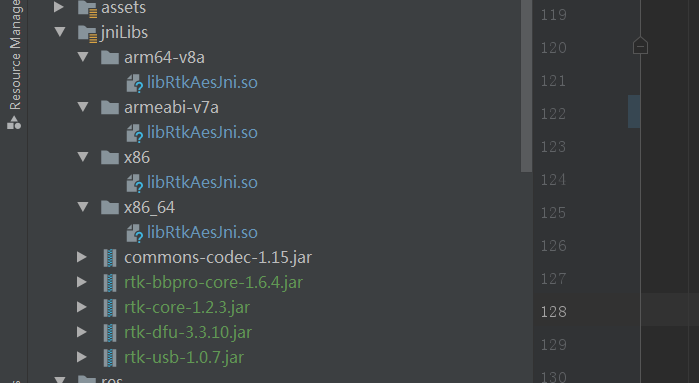 Resource Manage
assets
jniLibs
arm64-v8a
libRtkAesJni.so
armeabi-v7a
libRtkAesJni.so
x86
libRtkAesJni.so
x86_64
libRtkAesJni.so
commons-codec-1.15.jar
rtk-bbpro-core-1.6.4.jar
rtk-core-1.2.3.jar
rtk-dfu-3.3.10.jar
rtk-usb-1.0.7.jar
res
119
120
121
122
123
124
125
126
127
128
129
130